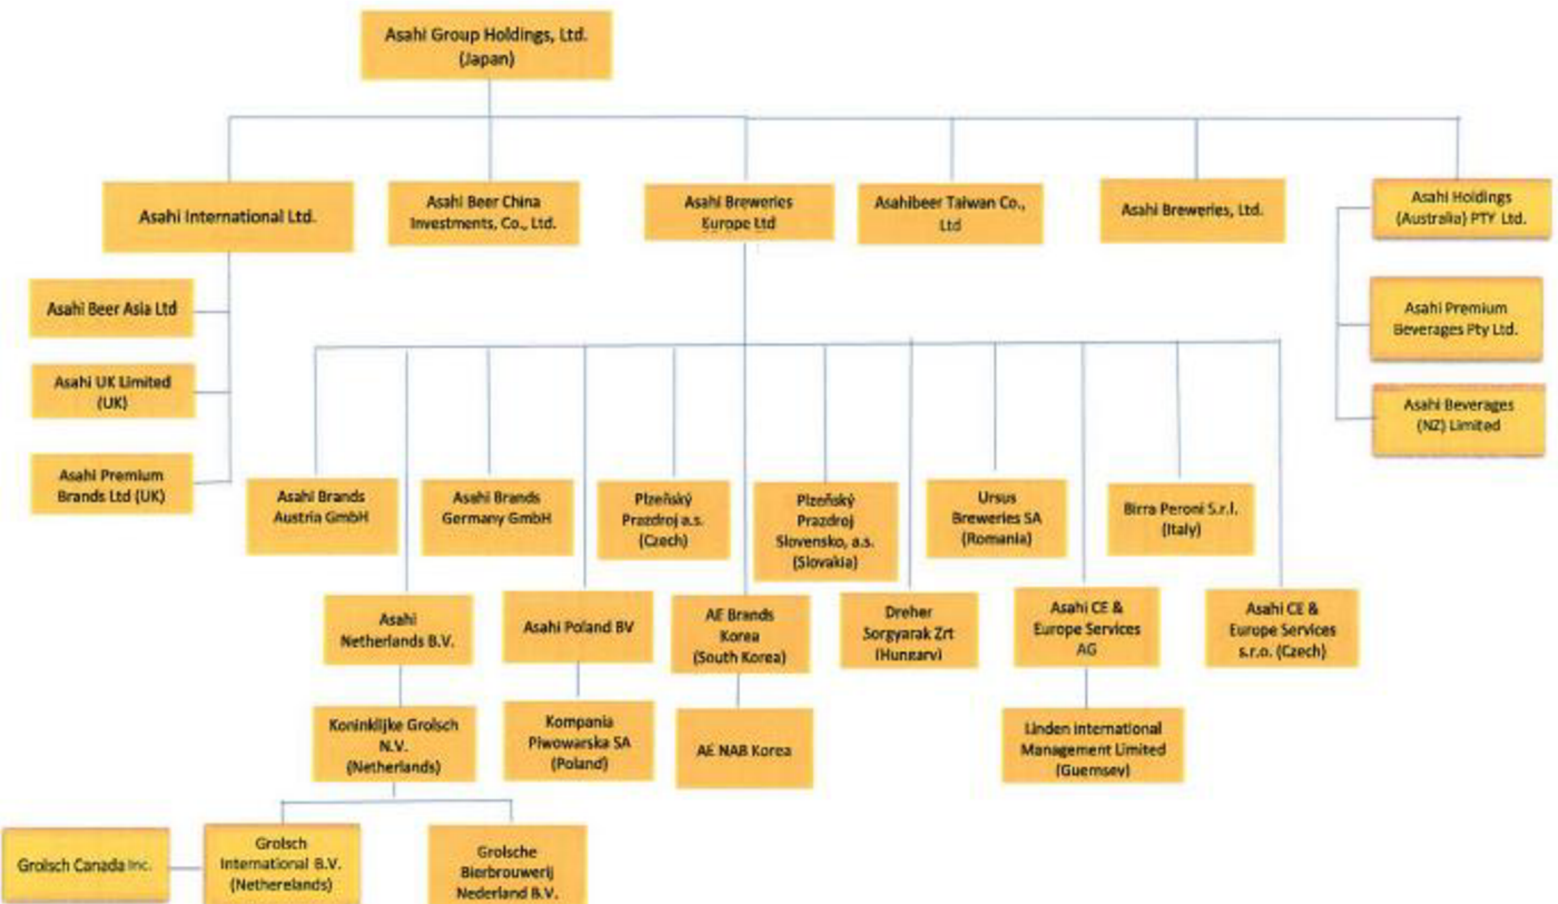 Asahi Group Holdings, Ltd.
(Japan)
Asahi International Ltd.
Asahi Beer China
Investments, Co., Ltd.
Asahi Breweries
Europe Ltd
Asahibeer Taiwan Co.,
Ltd
Asahi Breweries, Ltd.
Asahi Holdings
(Australia) PTY Ltd.
Asahi Beer Asia Ltd
Asahi UK Limited
(UK)
Asahi Premium
Brands Ltd (UK)
Asahi Premium
Beverages Pty Ltd.
Asahi Beverages
(NZ) Limited
Asahi Brands
Austria GmbH
Asahi Brands
Germany GmbH
Plzeňský
Prazdroj a.s.
(Czech)
Plzeňský
Prazdroj
Slovensko, a.s.
(Slovakia)
Ursus
Breweries SA
(Romania)
Birra Peroni S.r.l.
(Italy)
Asahi
Netherlands B.V.
Asahi Poland BV
AE Brands
Korea
(South Korea)
Dreher
Sorgyarak Zrt
(Hungary)
Asahi CE &
Europe Services
AG
Asahi CE &
Europe Services
s.r.o. (Czech)
Koninklijke Grolsch
N.V.
(Netherlands)
Kompania
Piwowarska SA
(Poland)
AE NAB Korea
Linden international
Management Limited
(Guernsey)
Grolsch Canada Inc.
Grolsch
International B.V.
(Netherelands)
Grolsche
Bierbrouwerij
Nederland B.V.